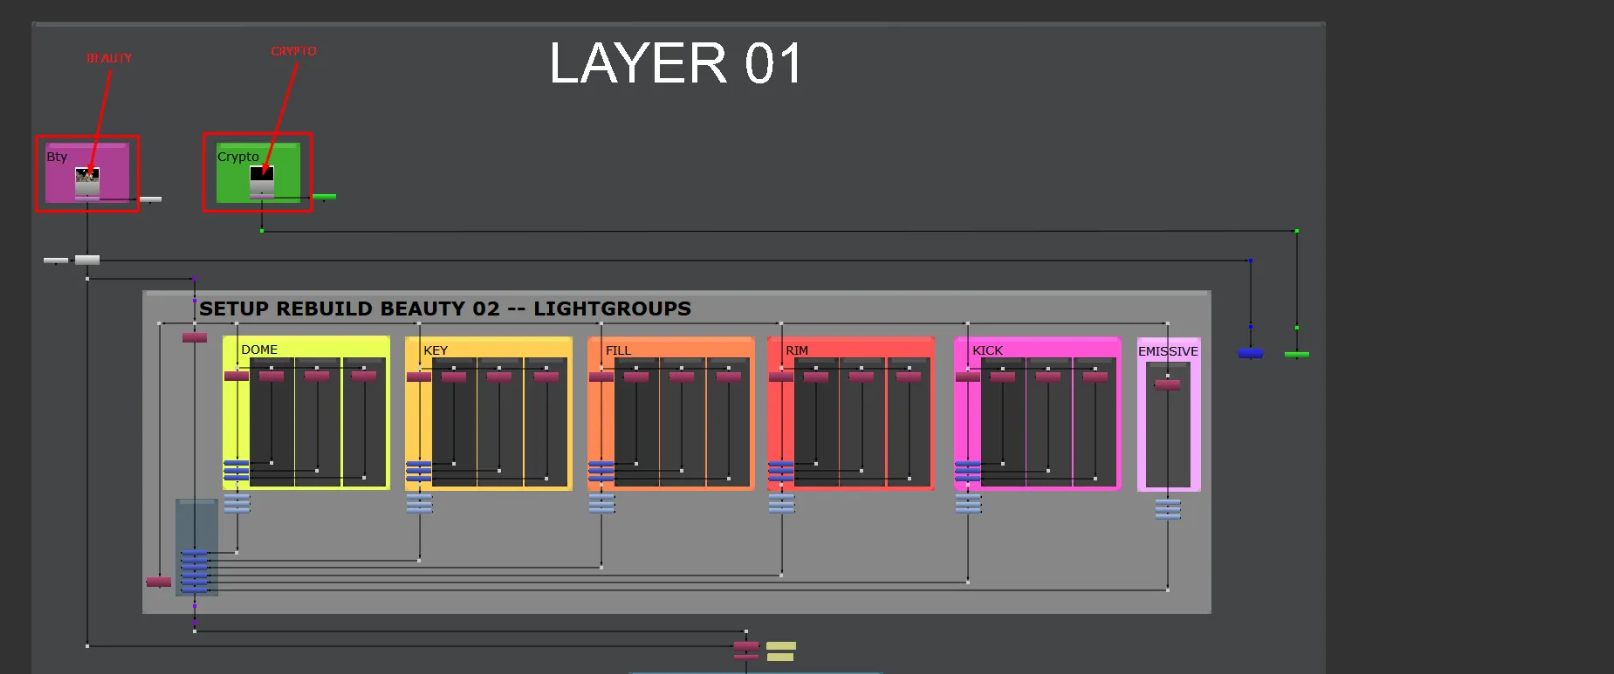 LAYER 01
BEAUTY
CRYPTO
Bty
Crypto
SETUP REBUILD BEAUTY 02 -- LIGHTGROUPS
DOME
KEY
FILL
RIM
KICK
EMISSIVE